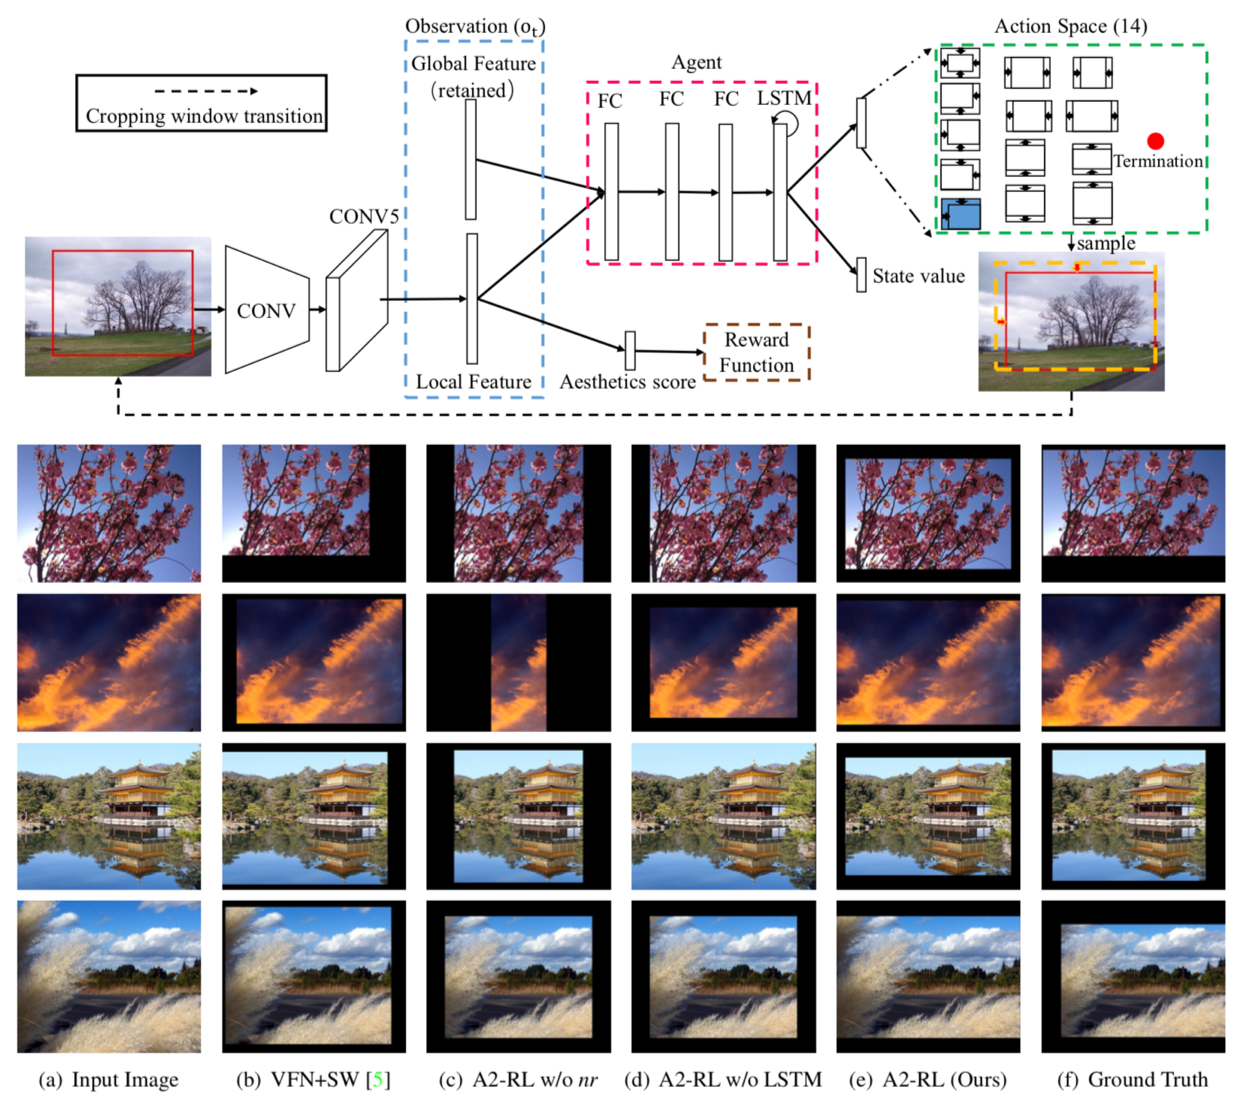 Observation (ot)
Action Space (14)
Global Feature
(retained)
Agent
FC
FC
FC
LSTM
Cropping window transition
Termination
CONV5
sample
CONV
State value
Reward
Function
Local Feature
Aesthetics score
(a) Input Image
(b) VFN+SW [5]
(c) A2-RL w/o nr
(d) A2-RL w/o LSTM
(e) A2-RL (Ours)
(f) Ground Truth